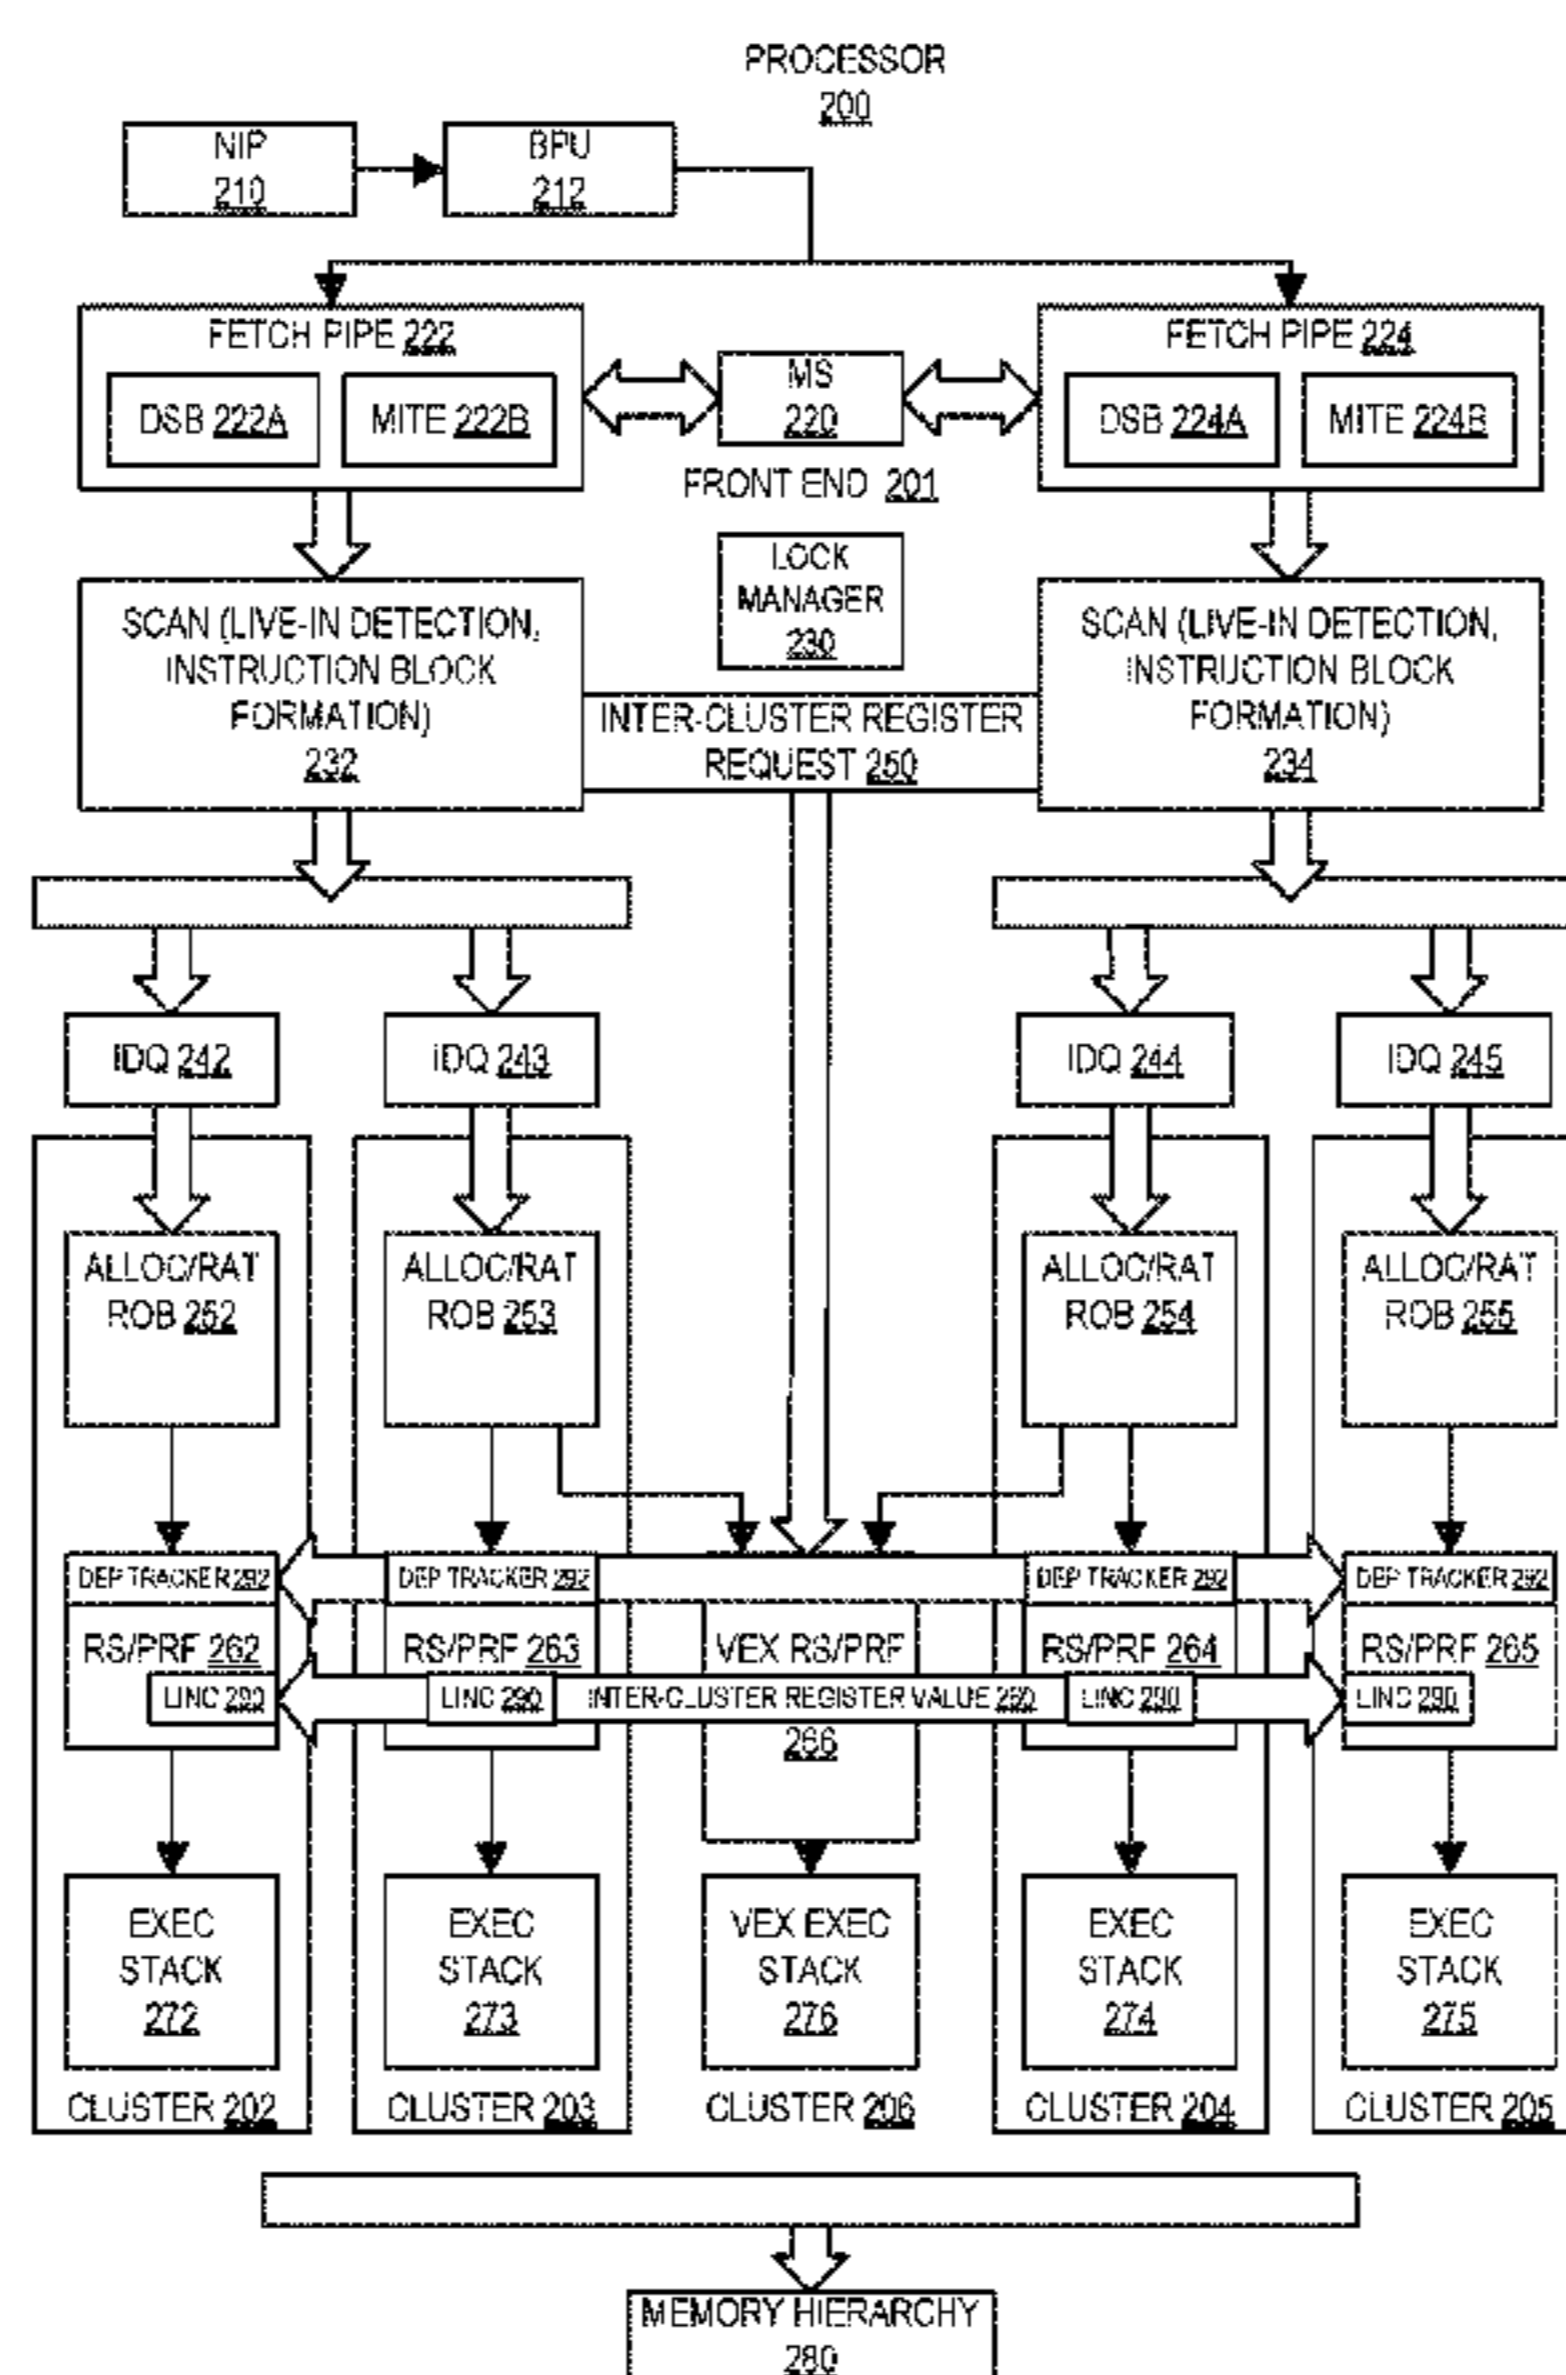 PROCESSOR
200
NIP
210
BPU
212
FETCH PIPE 222
DSB 222A
MITE 222B
MS
220
FETCH PIPE 224
DSB 224A
MITE 224B
FRONT END 201
LOCK
MANAGER
230
SCAN (LIVE-IN DETECTION,
INSTRUCTION BLOCK
FORMATION)
232
INTER-CLUSTER REGISTER
REQUEST 250
SCAN (LIVE-IN DETECTION,
INSTRUCTION BLOCK
FORMATION)
234
IDQ 242
IDQ 243
IDQ 244
IDQ 245
ALLOC/RAT
ROB 252
ALLOC/RAT
ROB 253
ALLOC/RAT
ROB 254
ALLOC/RAT
ROB 255
DEP TRACKER 292
DEP TRACKER 292
DEP TRACKER 292
DEP TRACKER 292
RS/PRF 262
RS/PRF 263
VEX RS/PRF
RS/PRF 264
RS/PRF 265
LINC 290
LINC 290
INTER-CLUSTER REGISTER VALUE 260
LINC 290
LINC 290
266
EXEC
STACK
272
EXEC
STACK
273
VEX EXEC
STACK
276
EXEC
STACK
274
EXEC
STACK
275
CLUSTER 202
CLUSTER 203
CLUSTER 206
CLUSTER 204
CLUSTER 205
MEMORY HIERARCHY
280